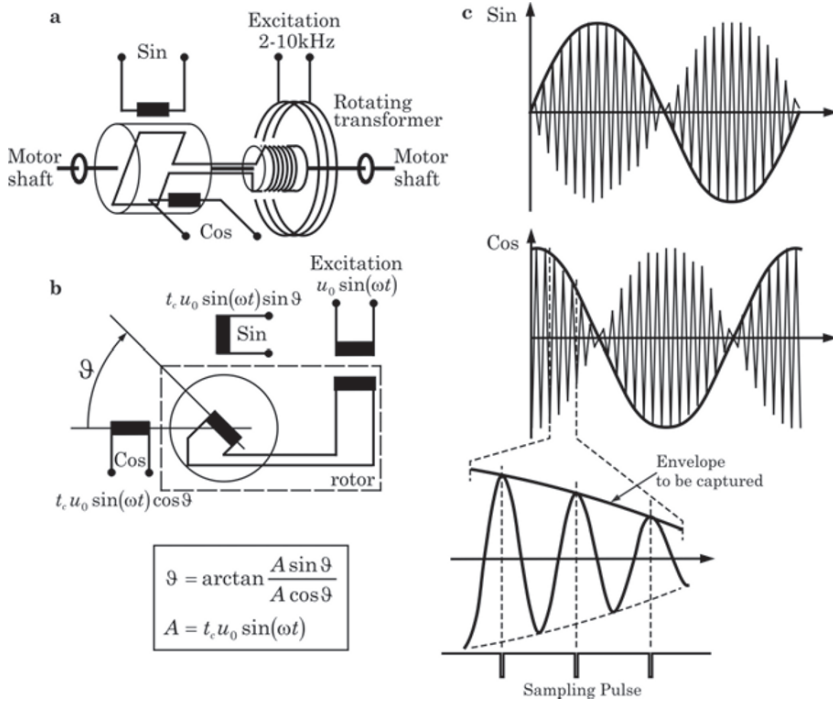 a
Sin
Excitation
2-10kHz
Rotating
transformer
Motor
shaft
Motor
shaft
Cos
b
t_c u_0 sin(ωt) sin ϑ
Sin
Excitation
u_0 sin(ωt)
ϑ
Cos
t_c u_0 sin(ωt) cos ϑ
rotor
ϑ = arctan (A sin ϑ / A cos ϑ)
A = t_c u_0 sin(ωt)
c
Sin
Cos
Envelope
to be captured
Sampling Pulse